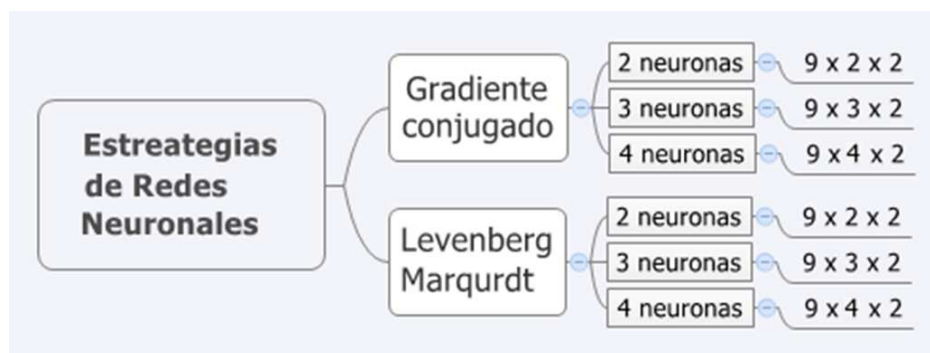 Estreategias
de Redes
Neuronales
Gradiente
conjugado
2 neuronas
9 x 2 x 2
3 neuronas
9 x 3 x 2
4 neuronas
9 x 4 x 2
Levenberg
Marqurdt
2 neuronas
9 x 2 x 2
3 neuronas
9 x 3 x 2
4 neuronas
9 x 4 x 2